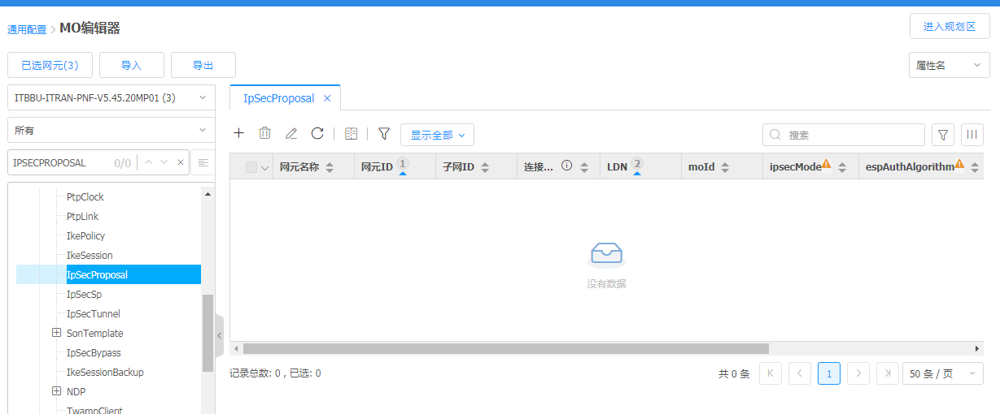 通用配置 > MO编辑器
进入规划区
已选网元(3) 导入 导出
属性名
ITBBU-ITRAN-PNF-V5.45.20MP01 (3)
所有
IPSECPROPOSAL 0/0
PtpClock
PtpLink
IkePolicy
IkeSession
IpSecProposal
IpSecSp
IpSecTunnel
SonTemplate
IpSecBypass
IkeSessionBackup
NDP
TwampClient
IpSecProposal
显示全部
搜索
网元名称 网元ID 1 子网ID 连接... LDN 2 moId ipsecMode espAuthAlgorithm
没有数据
记录总数: 0 , 已选: 0
共 0 条 1 50 条 / 页